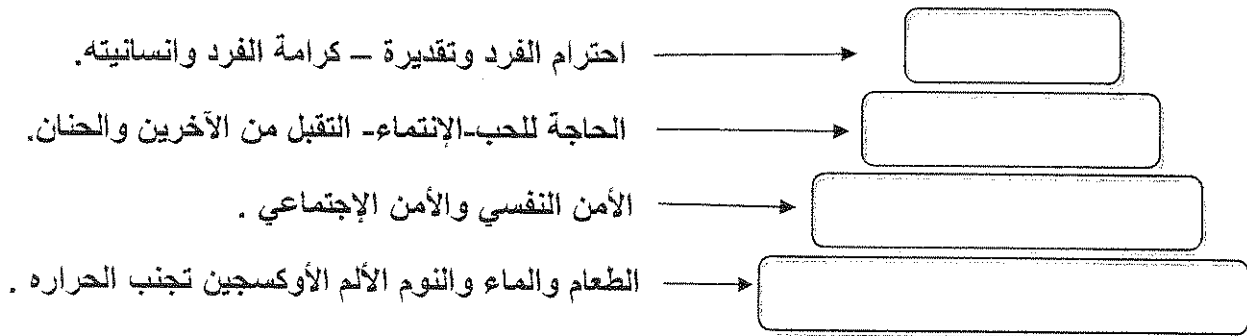 احترام الفرد وتقديرة – كرامة الفرد وانسانيته.
الحاجة للحب-الإنتماء- التقبل من الآخرين والحنان.
الأمن النفسي والأمن الإجتماعي .
الطعام والماء والنوم الألم الأوكسجين تجنب الحراره .